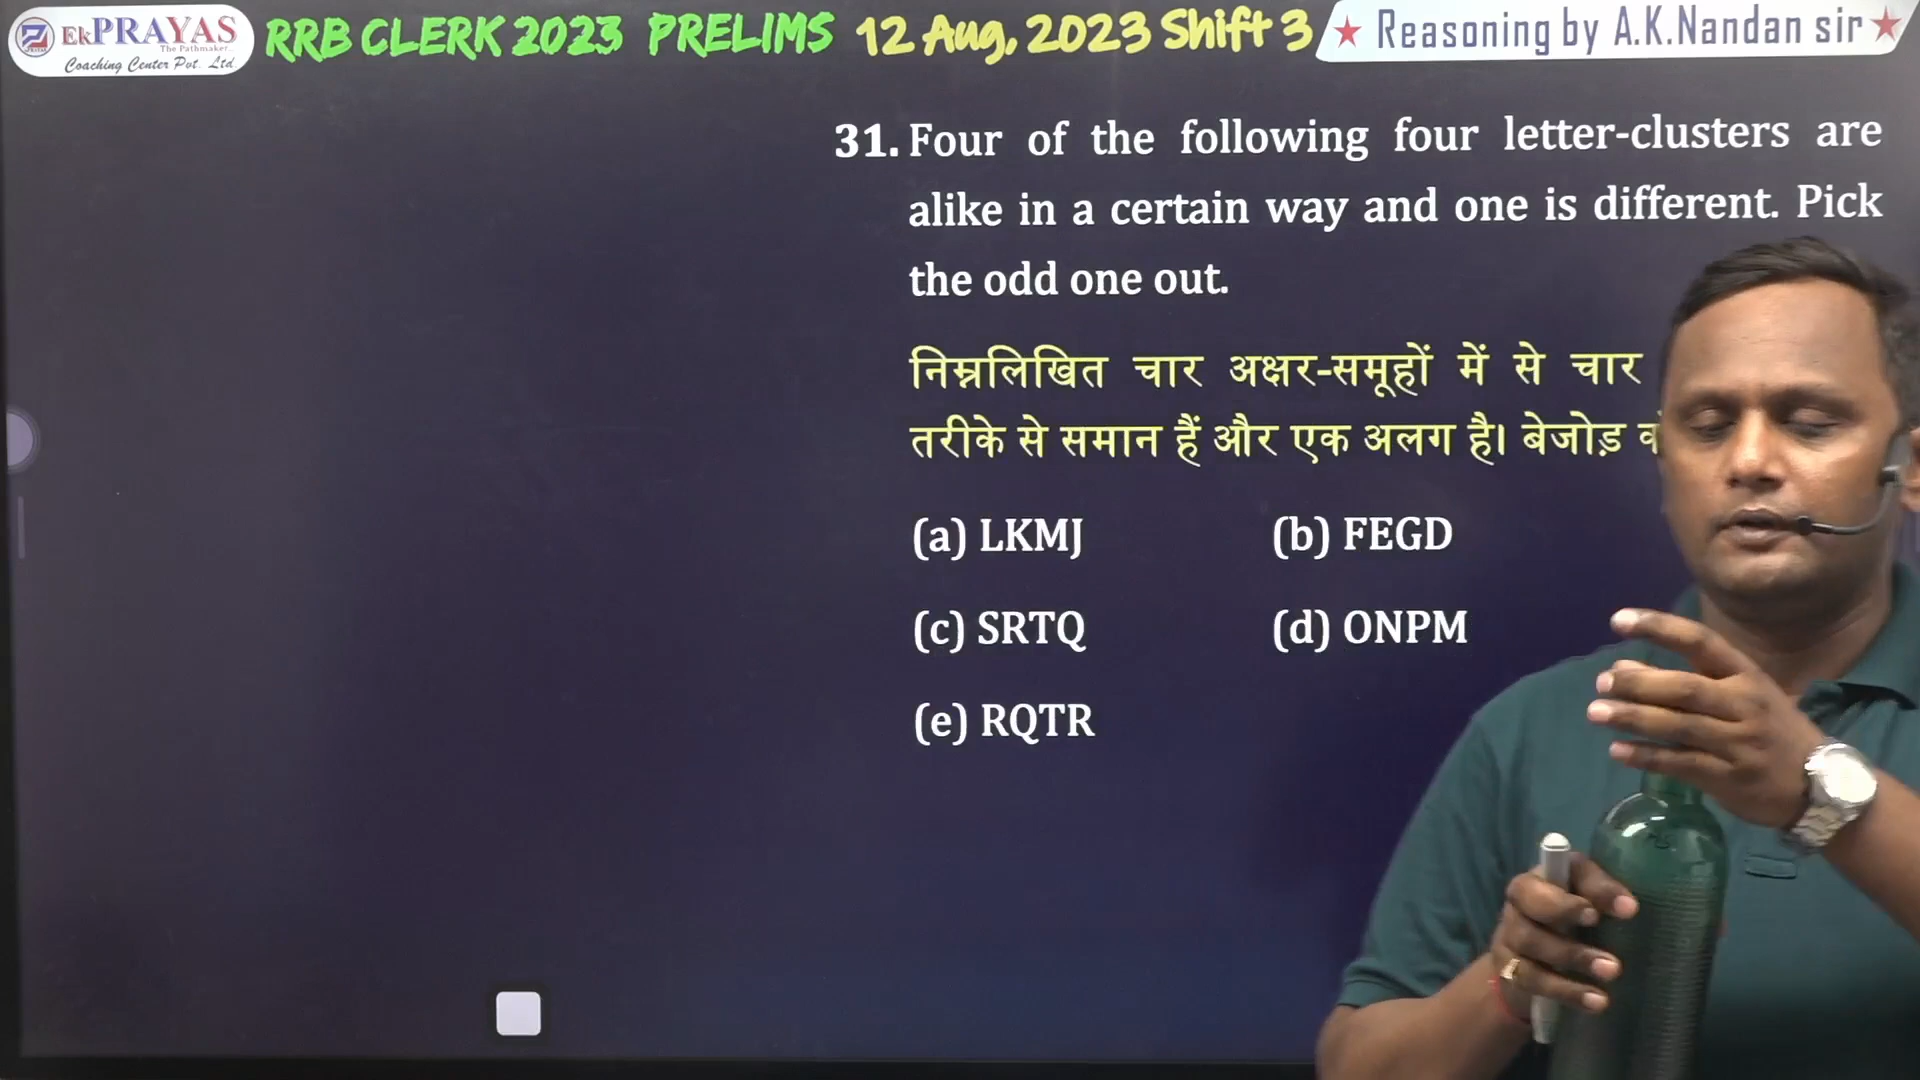 EkPRAYAS
The Pathmaker...
Coaching Center Pvt. Ltd.
RRB CLERK 2023 PRELIMS 12 Aug, 2023 Shift 3
Reasoning by A.K.Nandan sir
31. Four of the following four letter-clusters are
alike in a certain way and one is different. Pick
the odd one out.
निम्नलिखित चार अक्षर-समूहों में से चार
तरीके से समान हैं और एक अलग है। बेजोड़
(a) LKMJ (b) FEGD
(c) SRTQ (d) ONPM
(e) RQTR